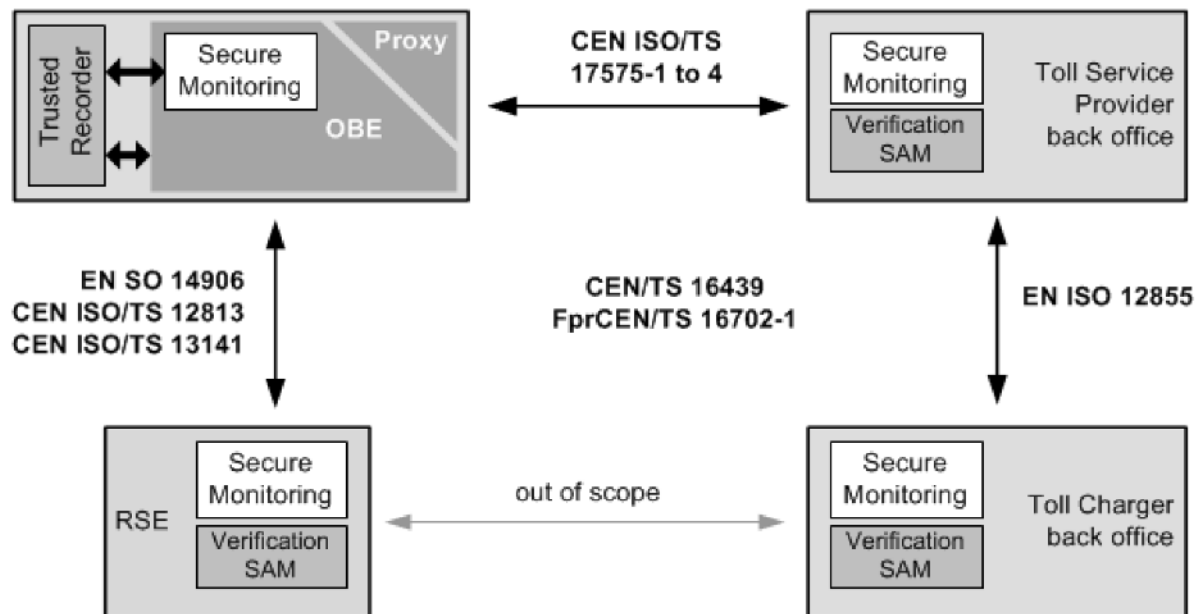 Trusted
Recorder
Secure
Monitoring
Proxy
OBE
CEN ISO/TS
17575-1 to 4
Secure
Monitoring
Verification
SAM
Toll Service
Provider
back office
EN SO 14906
CEN ISO/TS 12813
CEN ISO/TS 13141
CEN/TS 16439
FprCEN/TS 16702-1
EN ISO 12855
RSE
Secure
Monitoring
Verification
SAM
out of scope
Secure
Monitoring
Verification
SAM
Toll Charger
back office